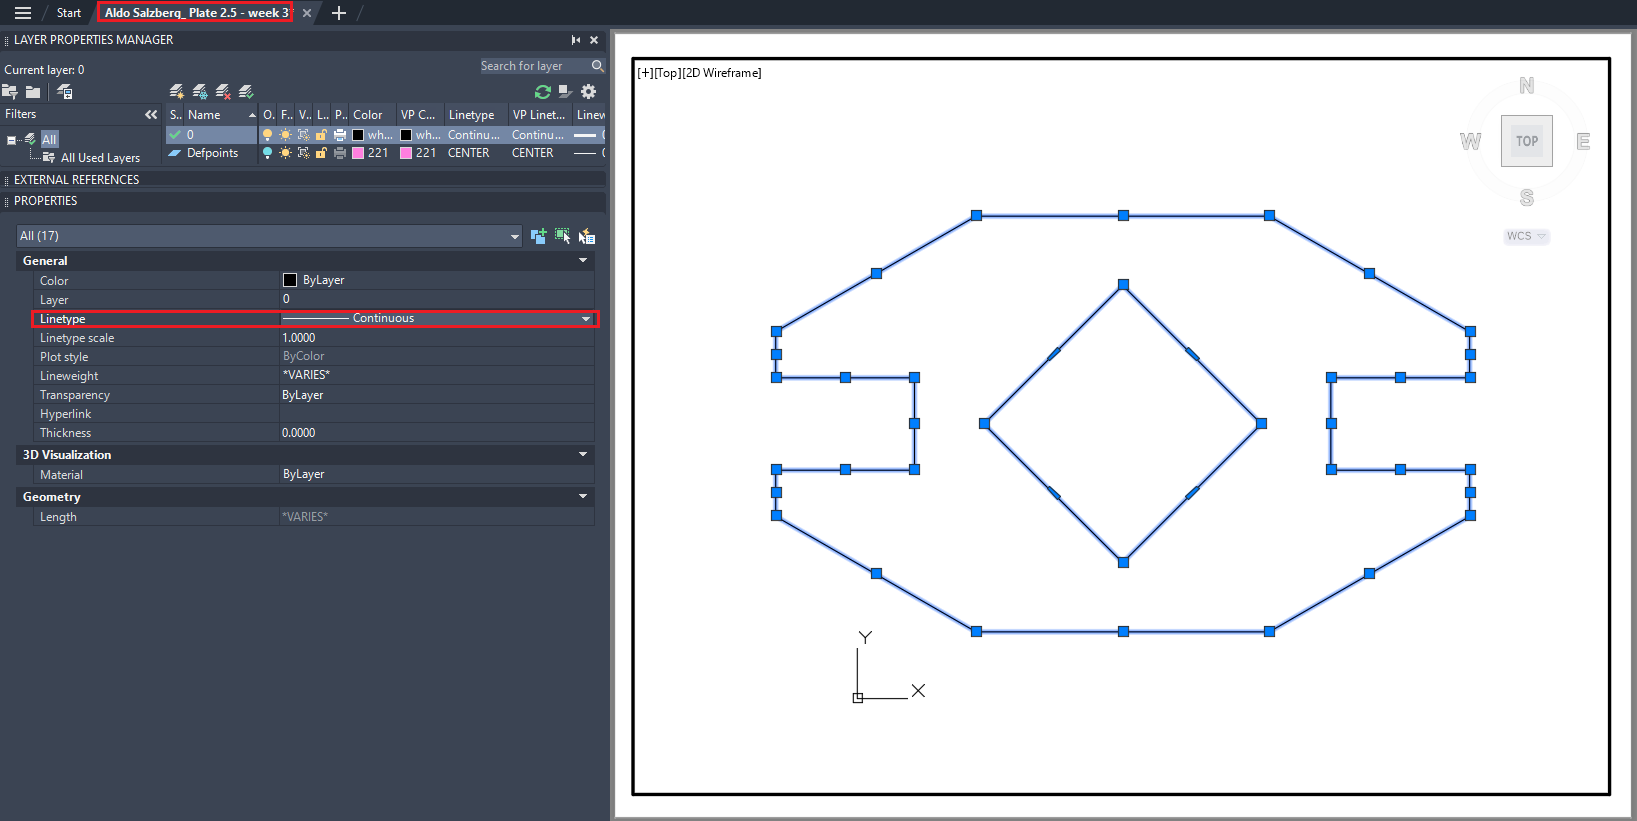 Start
Aldo Salzberg_ Plate 2.5 - week 3
LAYER PROPERTIES MANAGER
Current layer: 0
Search for layer
Filters
S.. Name O. F.. V.. L.. P.. Color VP C... Linetype VP Linet... Linew
0 wh... wh... Continu... Continu...
Defpoints 221 221 CENTER CENTER
All
All Used Layers
EXTERNAL REFERENCES
PROPERTIES
All (17)
General
Color ByLayer
Layer 0
Linetype Continuous
Linetype scale 1.0000
Plot style ByColor
Lineweight *VARIES*
Transparency ByLayer
Hyperlink
Thickness 0.0000
3D Visualization
Material ByLayer
Geometry
Length *VARIES*
[+][Top][2D Wireframe]
N
W TOP E
S
WCS
Y
X